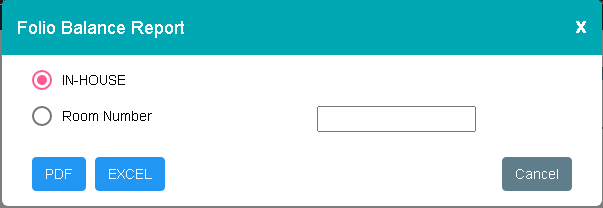 Folio Balance Report X
IN-HOUSE
Room Number
PDF EXCEL Cancel